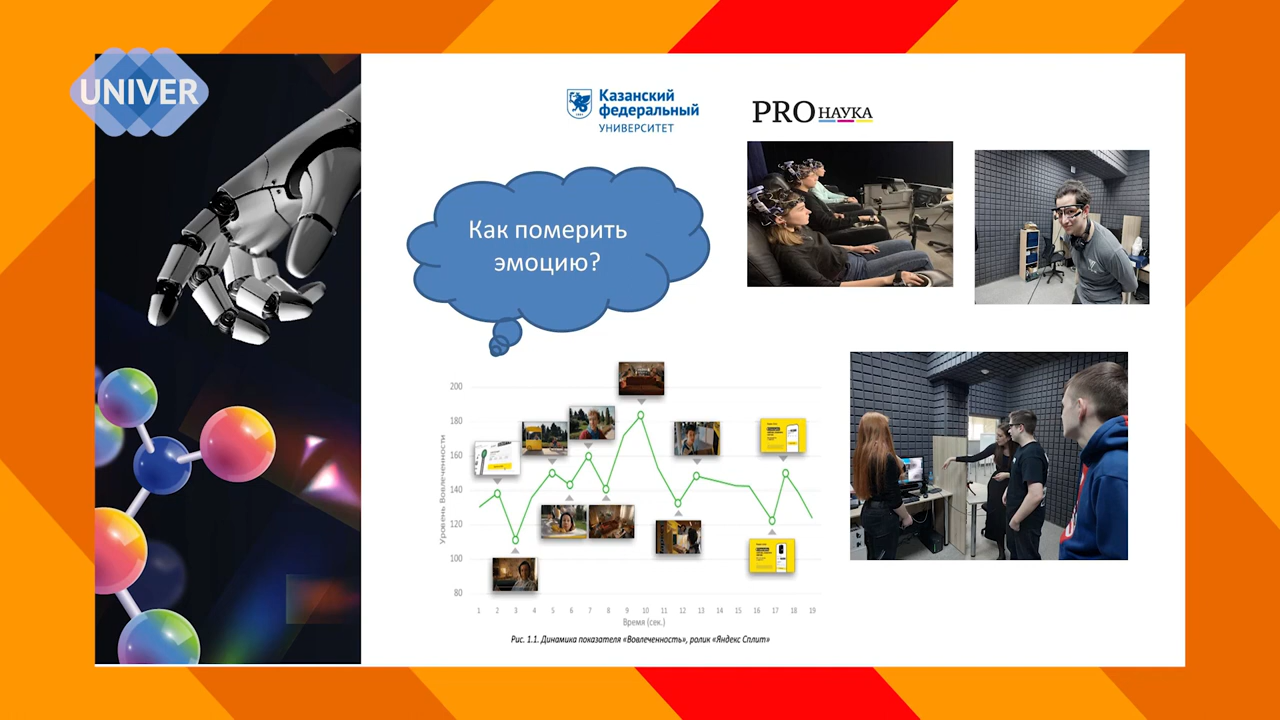 UNIVER
Казанский
федеральный
УНИВЕРСИТЕТ
PRO НАУКА
Как померить
эмоцию?
Уровень Вовлеченности
200
180
160
140
120
100
80
1 2 3 4 5 6 7 8 9 10 11 12 13 14 15 16 17 18 19
Время (сек.)
Рис. 1.1. Динамика показателя «Вовлеченность», ролик «Яндекс Сплит»